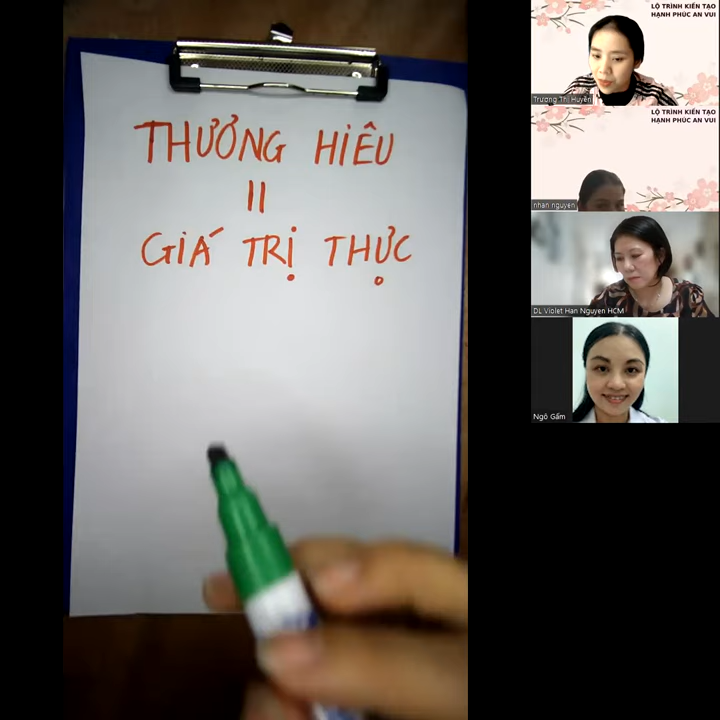 THƯƠNG HIÊU
=
GIÁ TRỊ THỰC
LỘ TRÌNH KIẾN TẠO
HẠNH PHÚC AN VUI
Trương Thị Huyền
LỘ TRÌNH KIẾN TẠO
HẠNH PHÚC AN VUI
nhan nguyen
DL Violet Han Nguyen HCM
Ngô Gấm